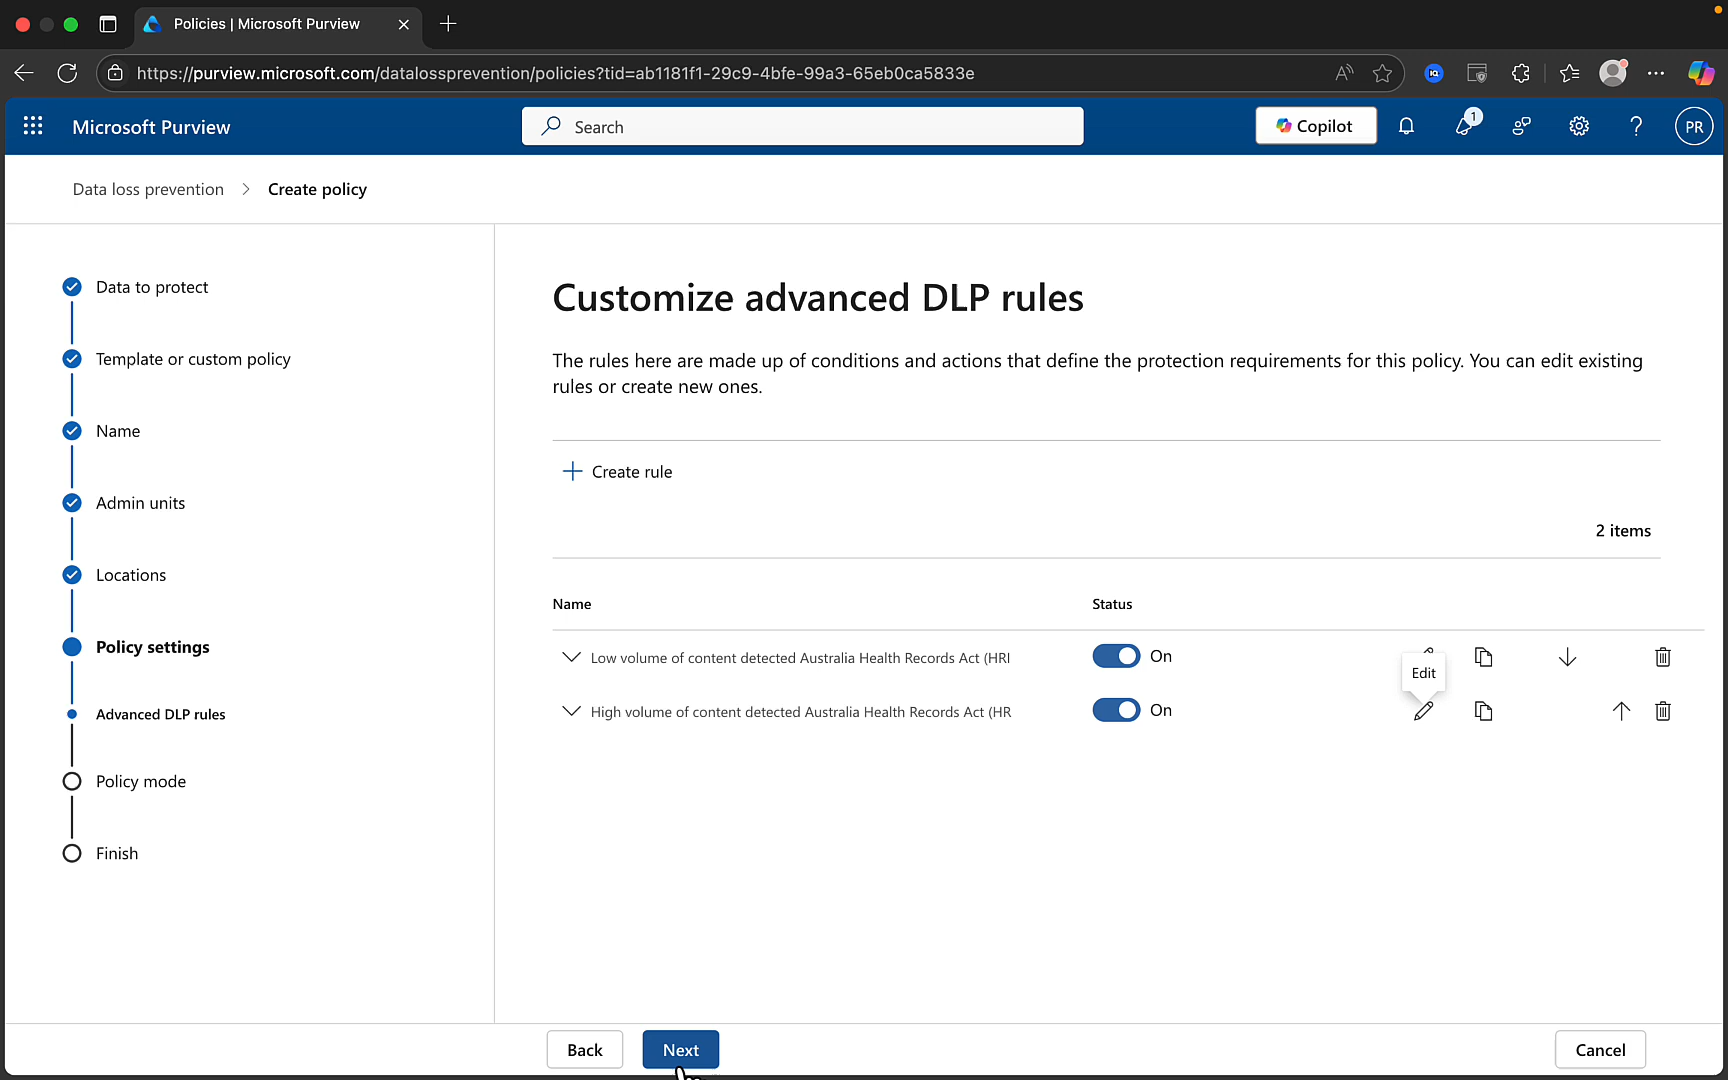 Policies | Microsoft Purview
https://purview.microsoft.com/datalossprevention/policies?tid=ab1181f1-29c9-4bfe-99a3-65eb0ca5833e
Microsoft Purview
Search
Copilot
1
PR
Data loss prevention > Create policy
Data to protect
Template or custom policy
Name
Admin units
Locations
Policy settings
Advanced DLP rules
Policy mode
Finish
Customize advanced DLP rules
The rules here are made up of conditions and actions that define the protection requirements for this policy. You can edit existing
rules or create new ones.
Create rule
2 items
Name Status
Low volume of content detected Australia Health Records Act (HRI On
Edit
High volume of content detected Australia Health Records Act (HR On
Back Next Cancel